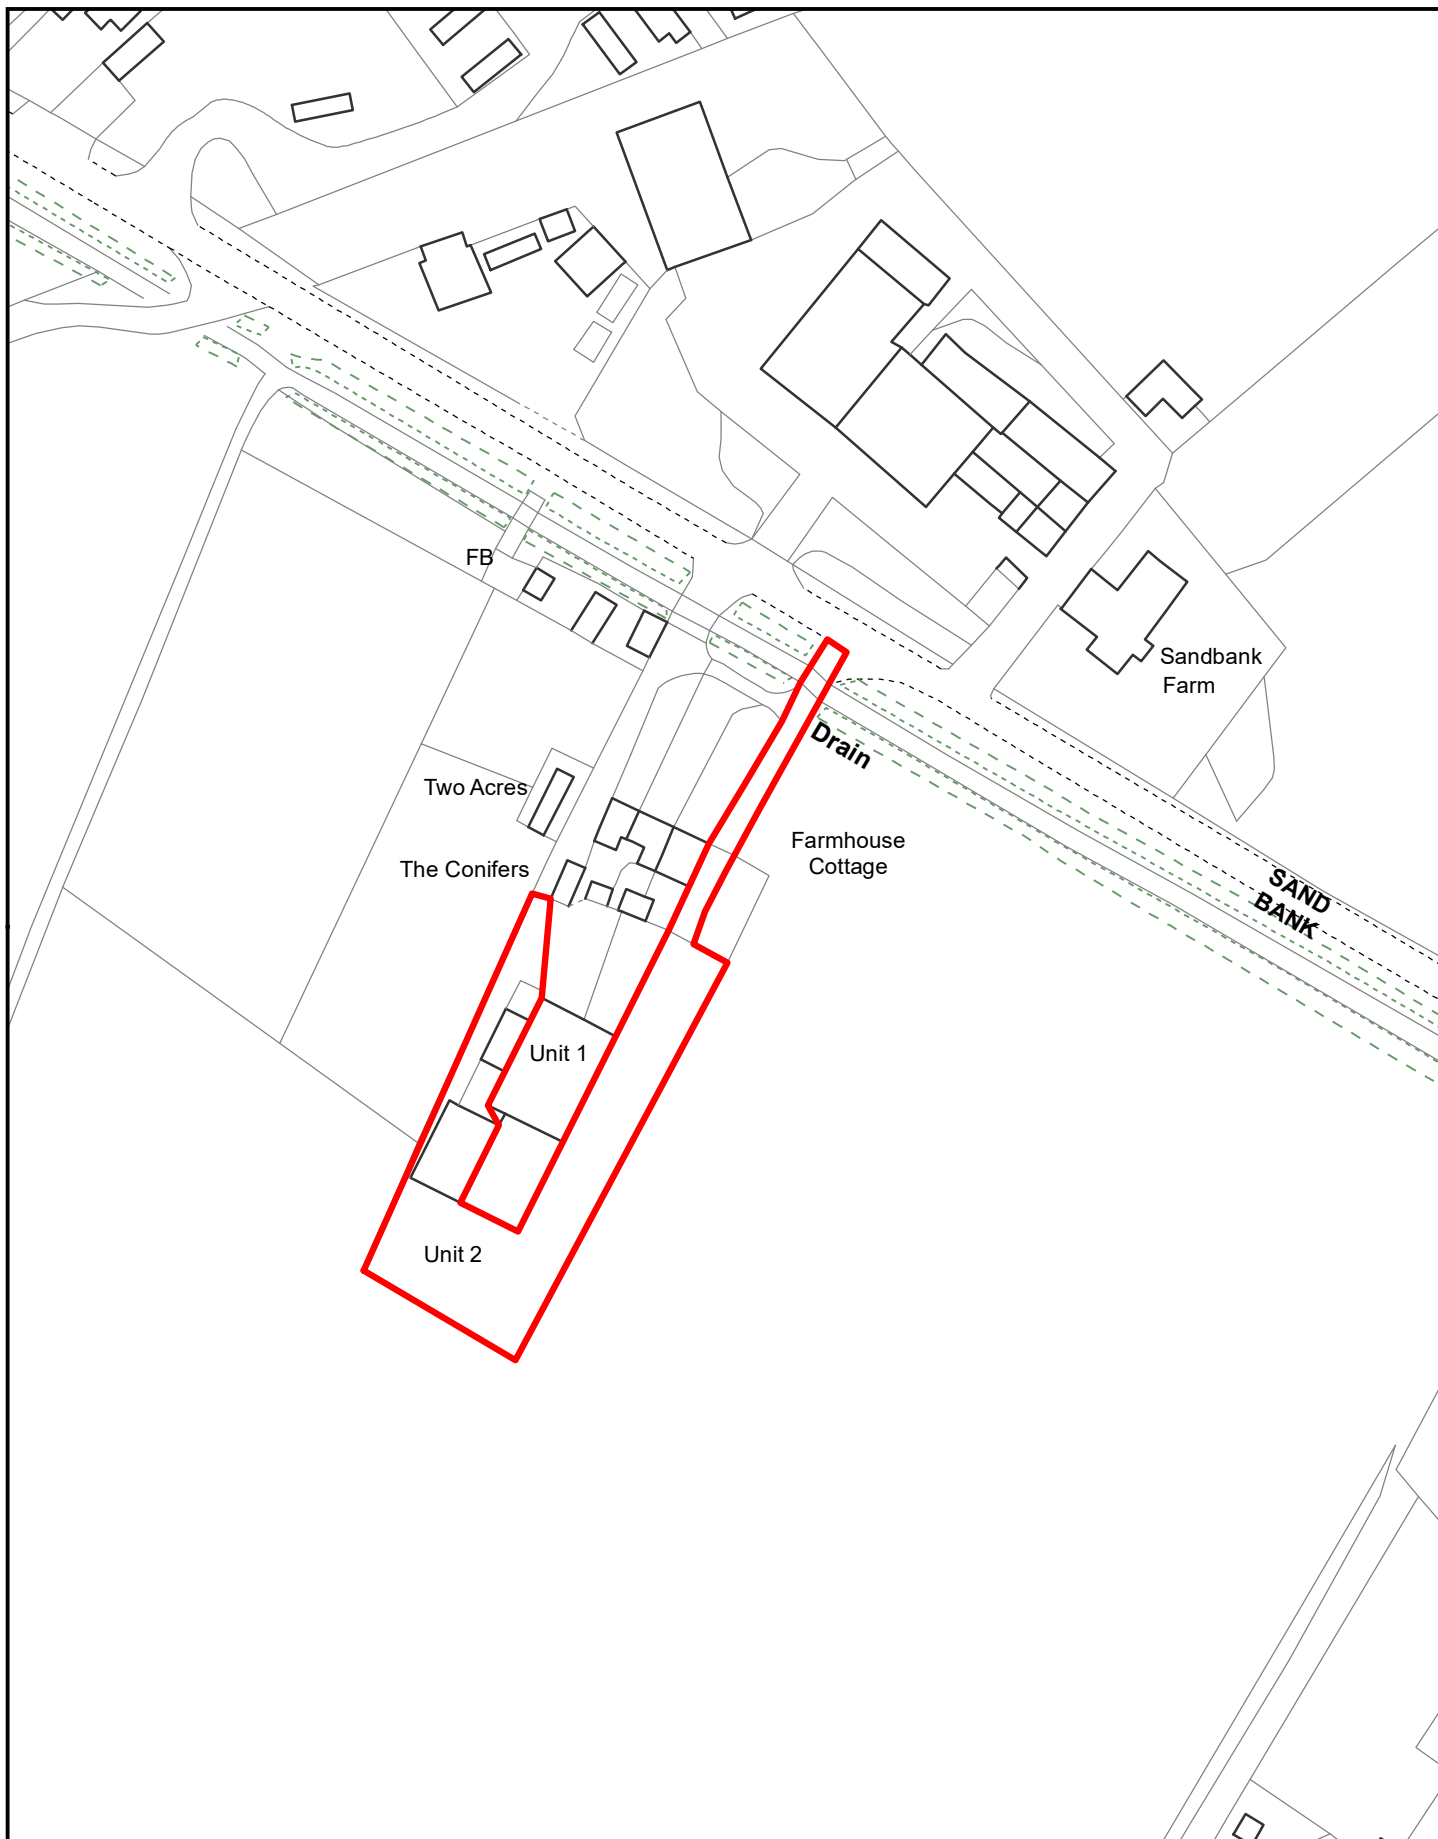 FB
Sandbank
Farm
Drain
Two Acres
Farmhouse
Cottage
The Conifers
SAND
BANK
Unit 1
Unit 2